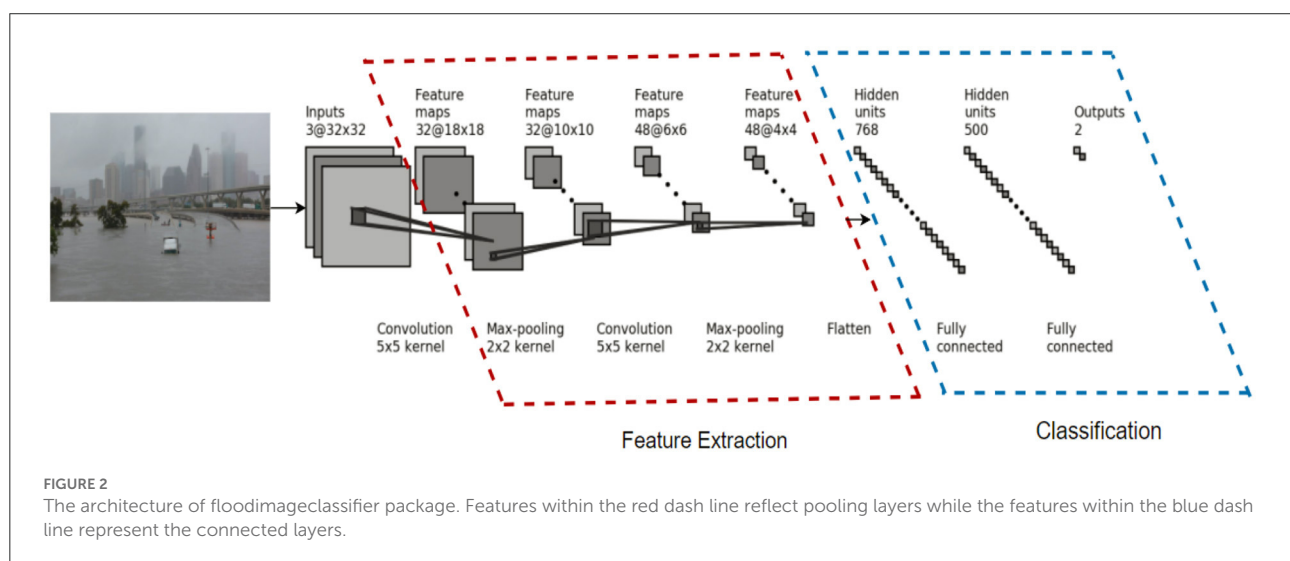 Inputs
3@32x32
Feature
maps
32@18x18
Feature
maps
32@10x10
Feature
maps
48@6x6
Feature
maps
48@4x4
Hidden
units
768
Hidden
units
500
Outputs
2
Convolution
5x5 kernel
Max-pooling
2x2 kernel
Convolution
5x5 kernel
Max-pooling
2x2 kernel
Flatten
Fully
connected
Fully
connected
Feature Extraction
Classification
FIGURE 2
The architecture of floodimageclassifier package. Features within the red dash line reflect pooling layers while the features within the blue dash
line represent the connected layers.